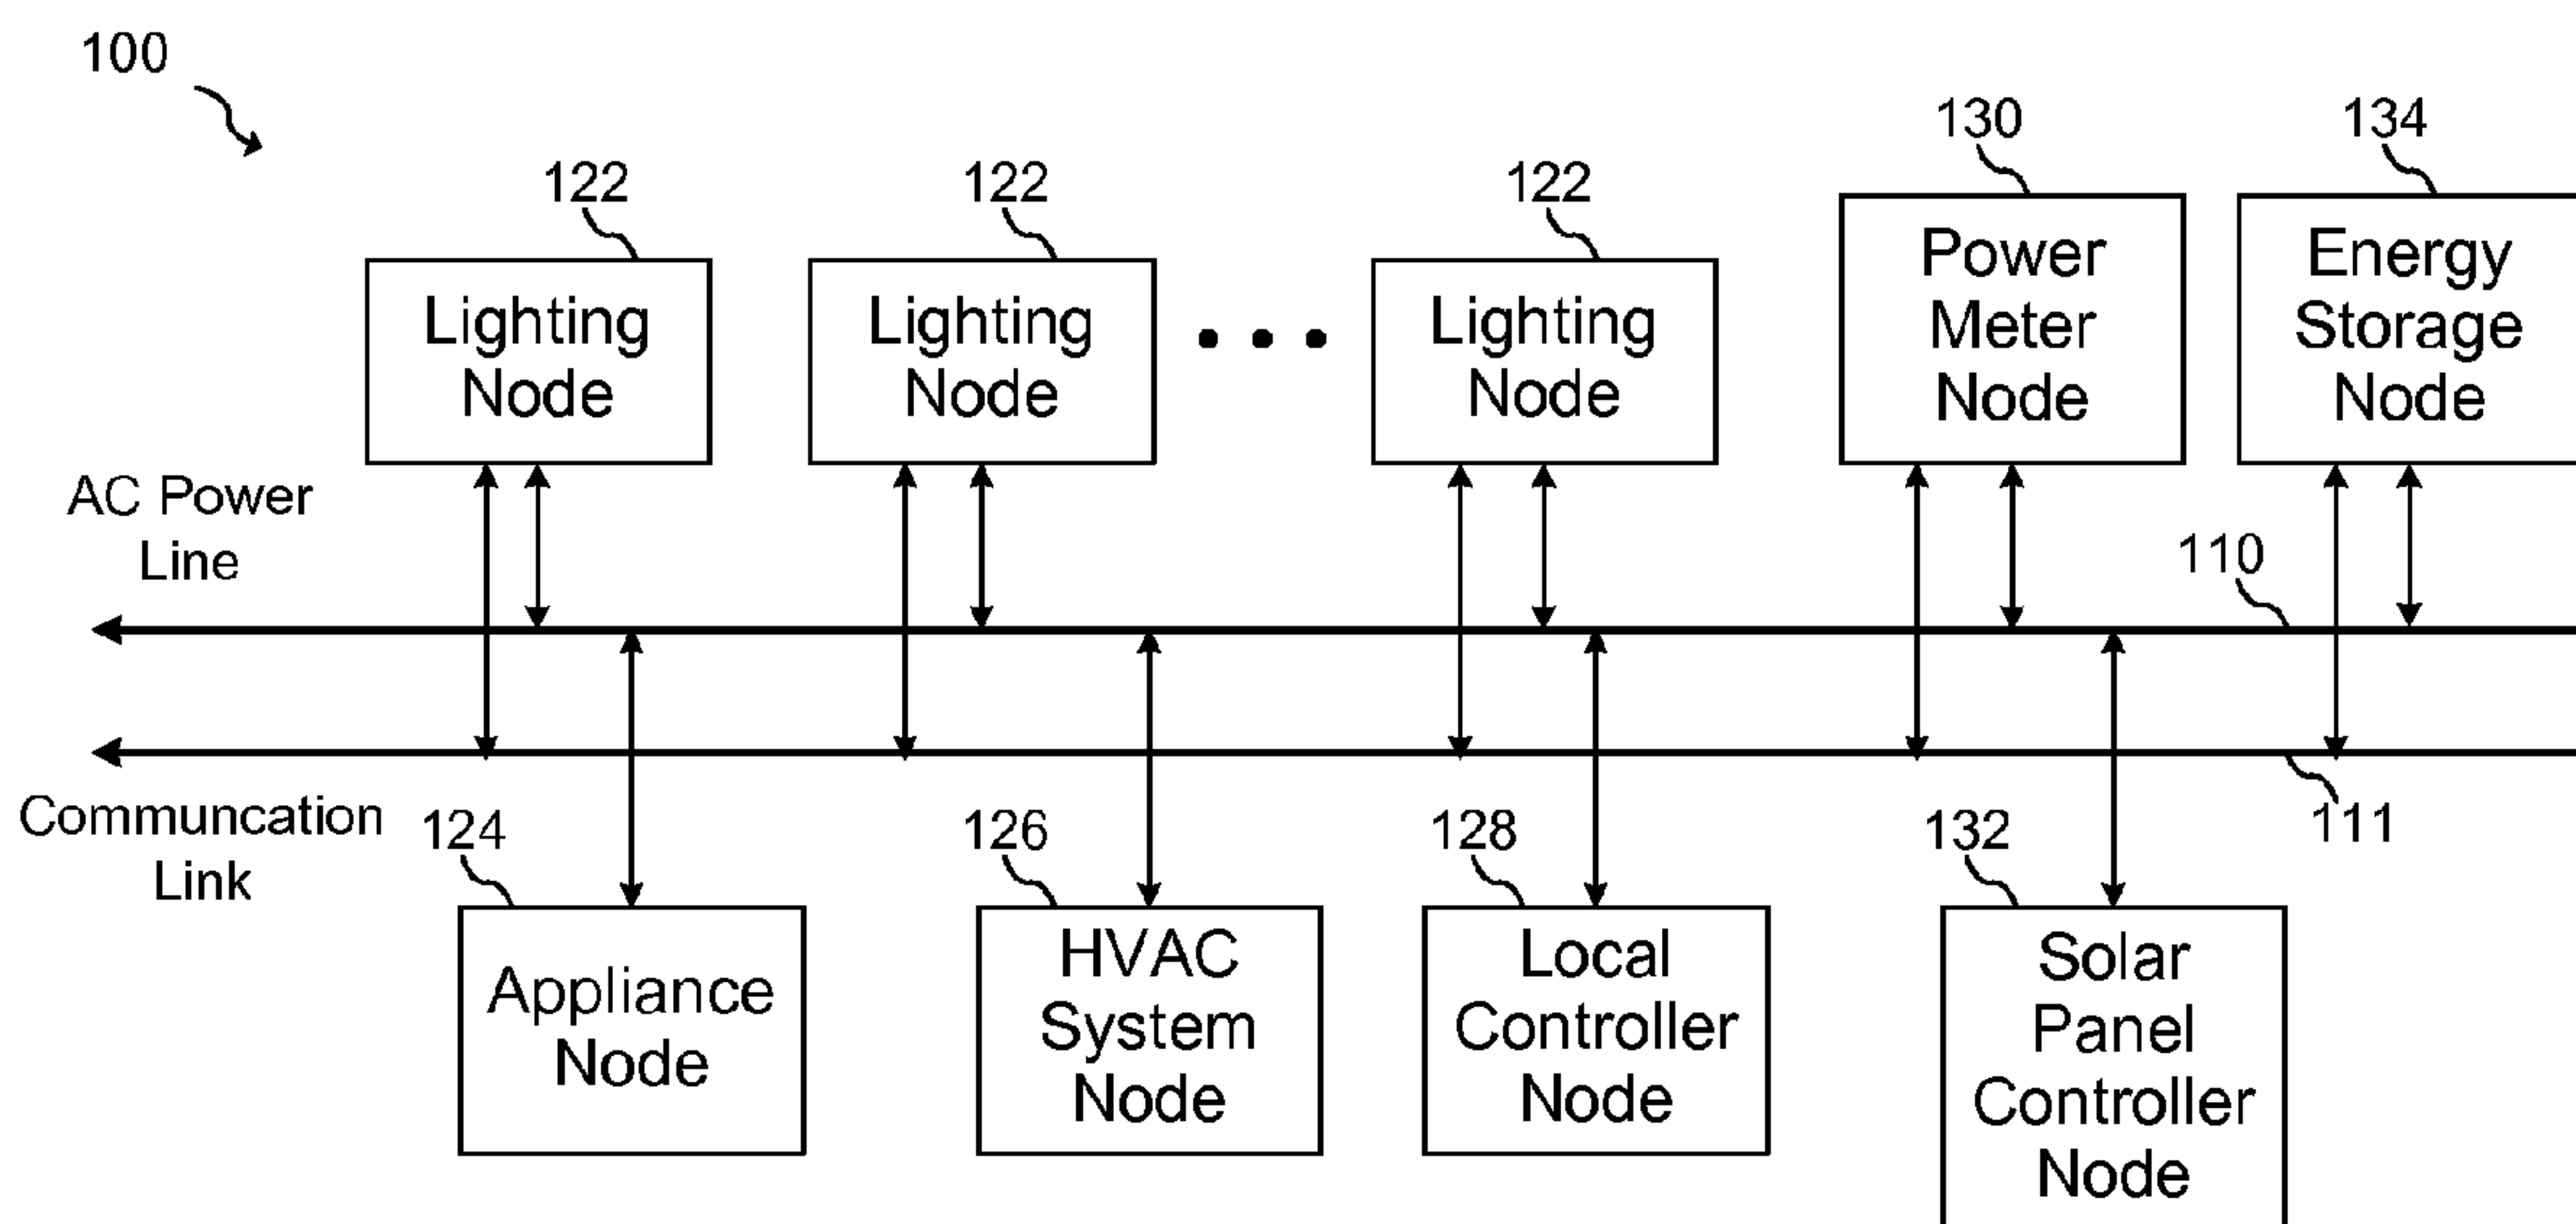 100
122
122
122
130
134
Lighting
Node
Lighting
Node
Lighting
Node
Power
Meter
Node
Energy
Storage
Node
AC Power
Line
110
Communcation
Link
111
124
126
128
132
Appliance
Node
HVAC
System
Node
Local
Controller
Node
Solar
Panel
Controller
Node